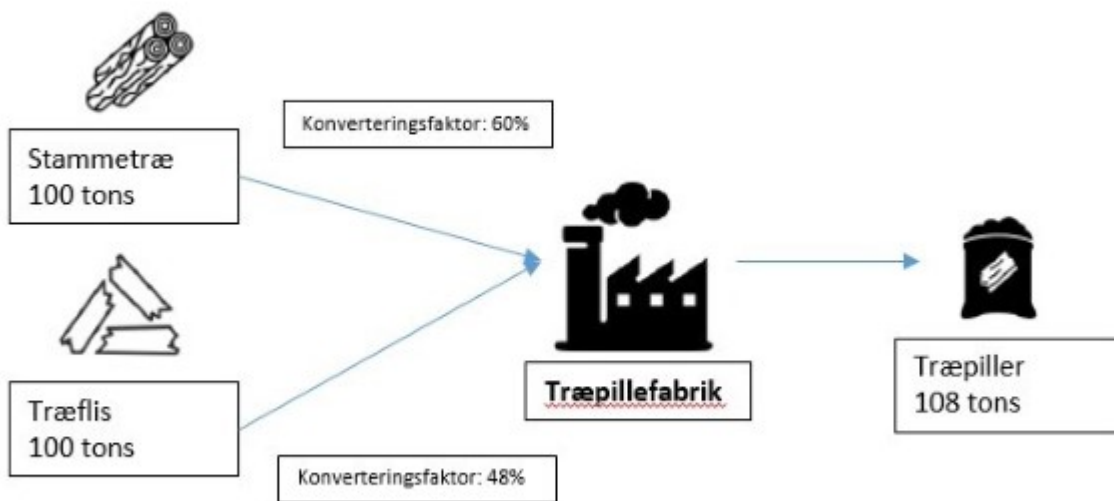 Konverteringsfaktor: 60%
Stammetræ
100 tons
Træflis
100 tons
Konverteringsfaktor: 48%
Træpillefabrik
Træpiller
108 tons